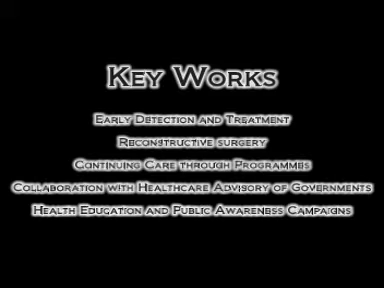 Key Works
Early Detection and Treatment
Reconstructive surgery
Continuing Care through Programmes
Collaboration with Healthcare Advisory of Governments
Health Education and Public Awareness Campaigns